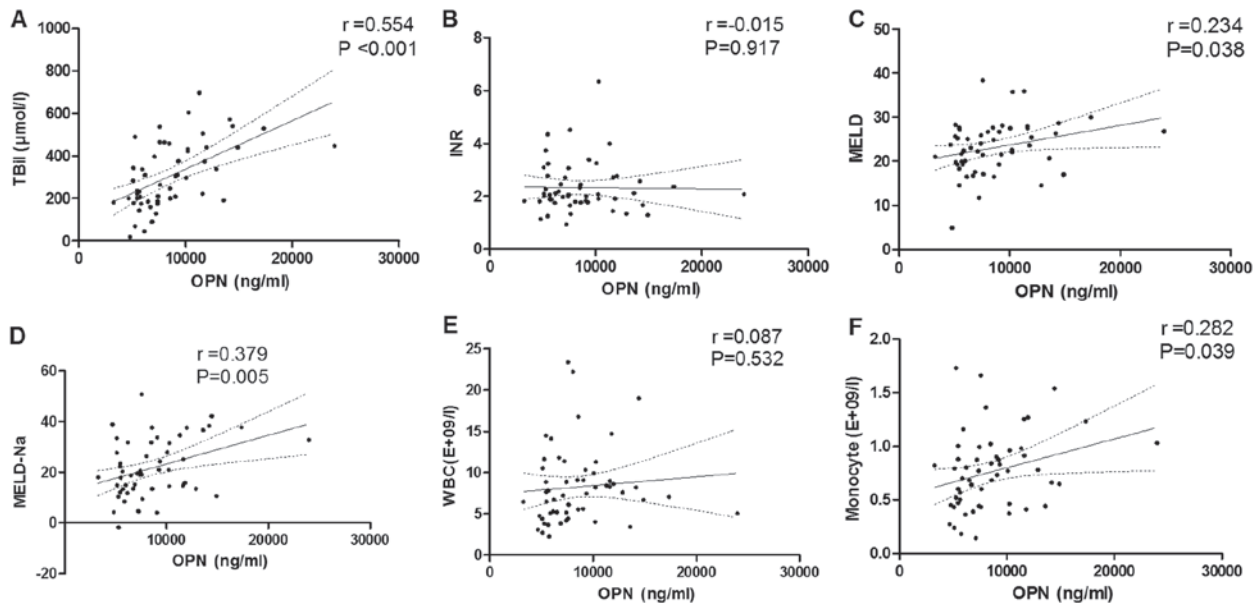 A
r=0.554
P <0.001
TBil (μmol/l)
1000
800
600
400
200
0
0
10000
20000
30000
OPN (ng/ml)
B
r=-0.015
P=0.917
INR
8
6
4
2
0
0
10000
20000
30000
OPN (ng/ml)
C
r=0.234
P=0.038
MELD
50
40
30
20
10
0
0
10000
20000
30000
OPN (ng/ml)
D
r=0.379
P=0.005
MELD-Na
60
40
20
0
-20
10000
20000
30000
OPN (ng/ml)
E
r=0.087
P=0.532
WBC(E+09/l)
25
20
15
10
5
0
0
10000
20000
30000
OPN (ng/ml)
F
r=0.282
P=0.039
Monocyte (E+09/l)
2.0
1.5
1.0
0.5
0.0
0
10000
20000
30000
OPN (ng/ml)